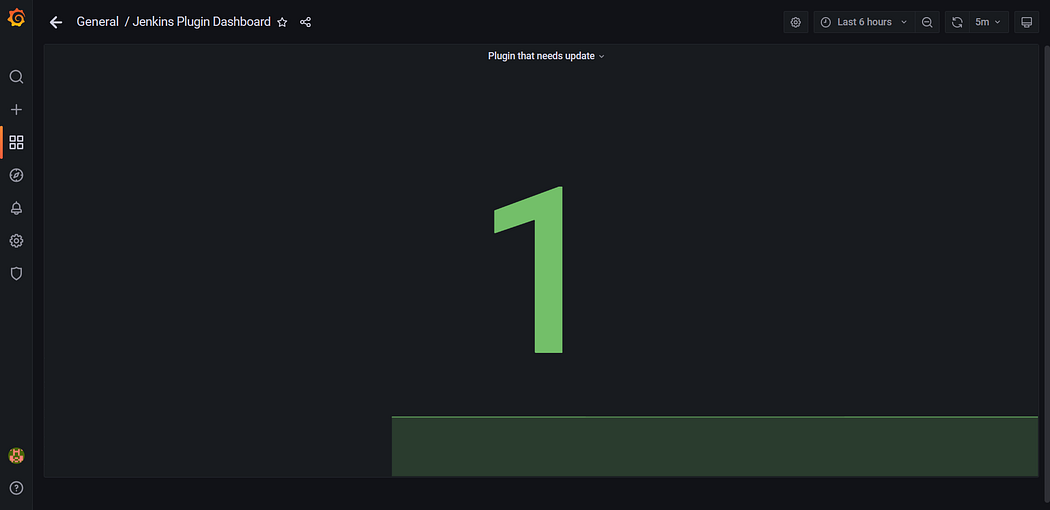 General / Jenkins Plugin Dashboard
Last 6 hours
5m
Plugin that needs update
1